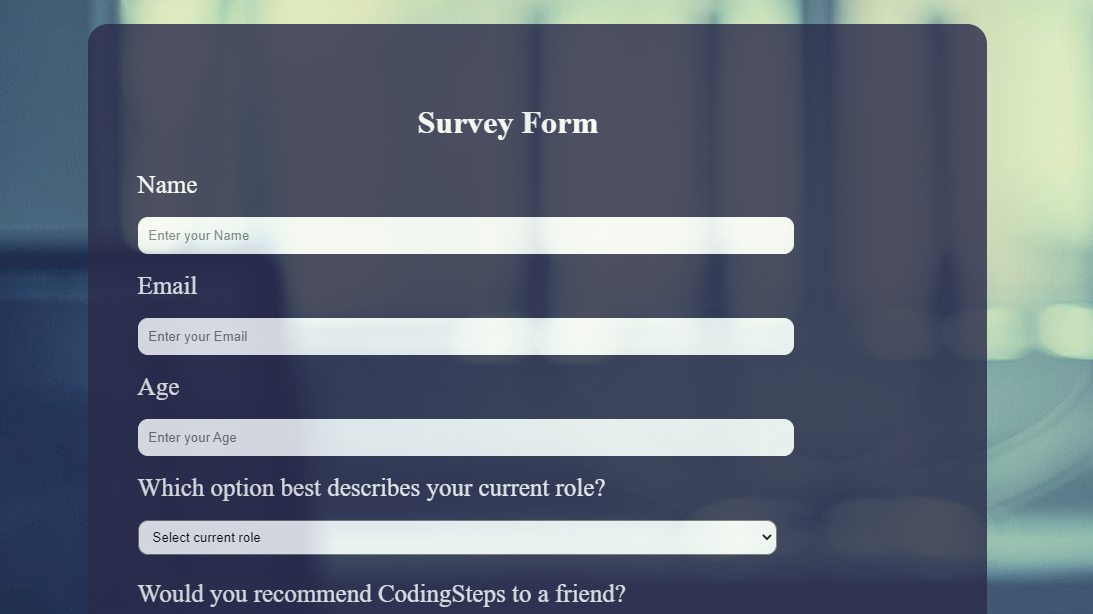 Survey Form
Name
Enter your Name
Email
Enter your Email
Age
Enter your Age
Which option best describes your current role?
Select current role
Would you recommend CodingSteps to a friend?